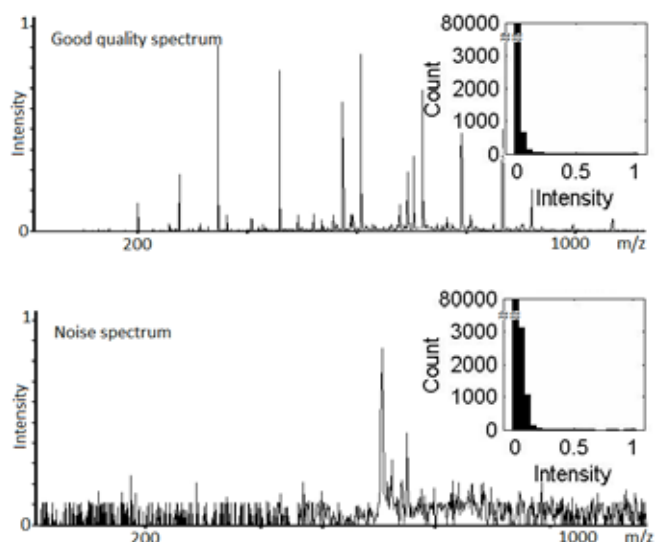 1
Good quality spectrum
Intensity
0
200
1000 m/z
80000
3000
2000
1000
0
Count
0 0.5 1
Intensity
1
Noise spectrum
Intensity
0
200
1000 m/z
80000
3000
2000
1000
0
Count
0 0.5 1
Intensity